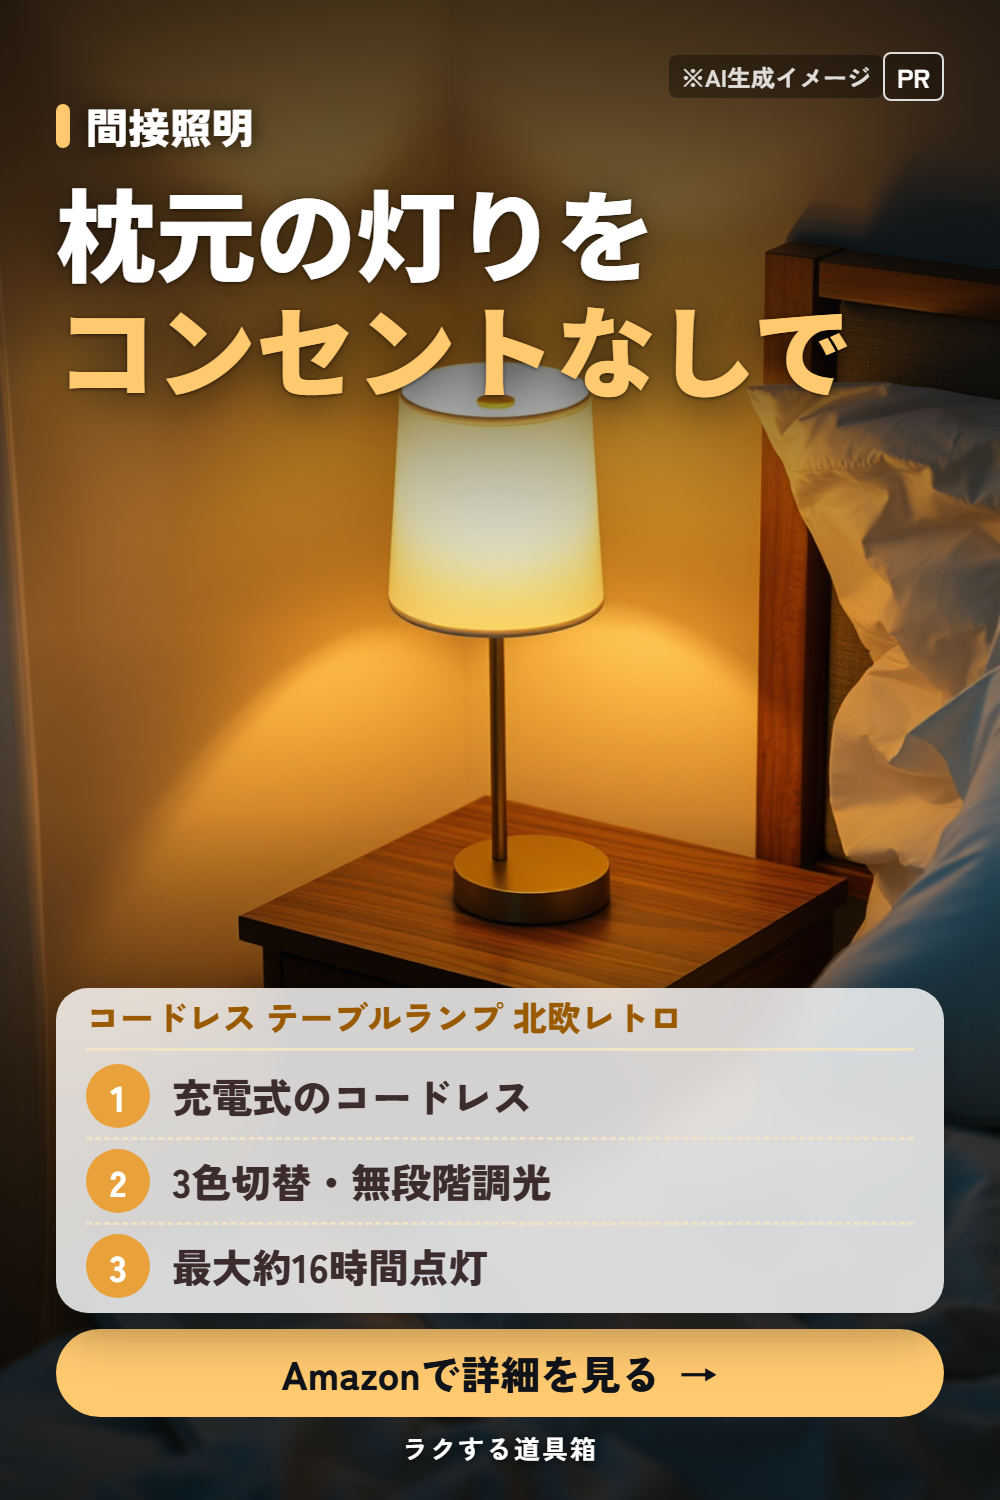 ※AI生成イメージ PR
間接照明
枕元の灯りを
コンセントなしで
コードレス テーブルランプ 北欧レトロ
1 充電式のコードレス
2 3色切替・無段階調光
3 最大約16時間点灯
Amazonで詳細を見る →
ラクする道具箱